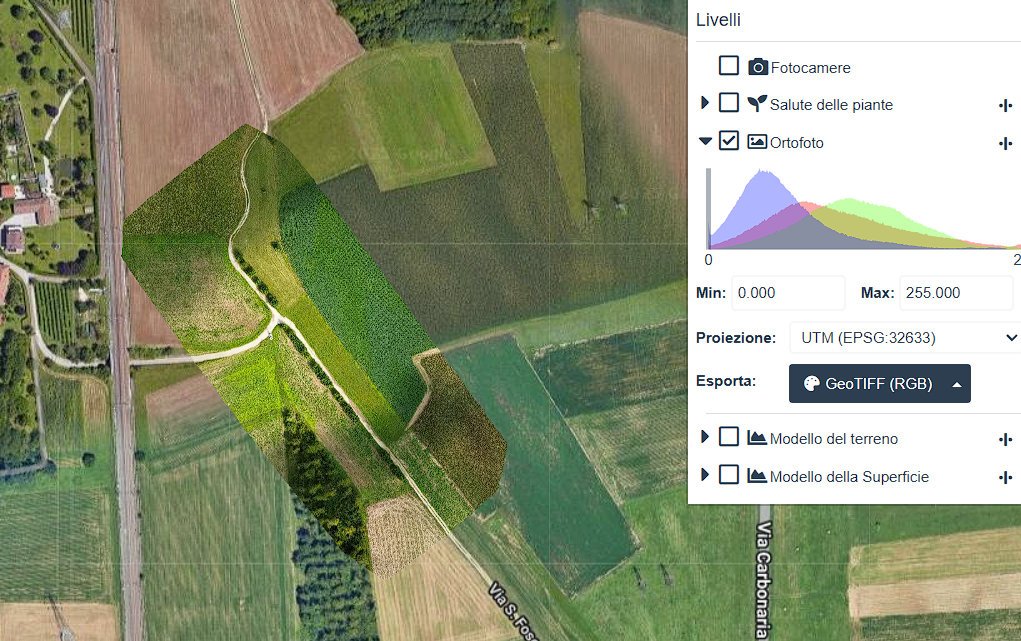 Livelli
Fotocamere
Salute delle piante
Ortofoto
0
2
Min: 0.000 Max: 255.000
Proiezione: UTM (EPSG:32633)
Esporta: GeoTIFF (RGB)
Modello del terreno
Modello della Superficie
Via Carbonaria
Via S. Fos